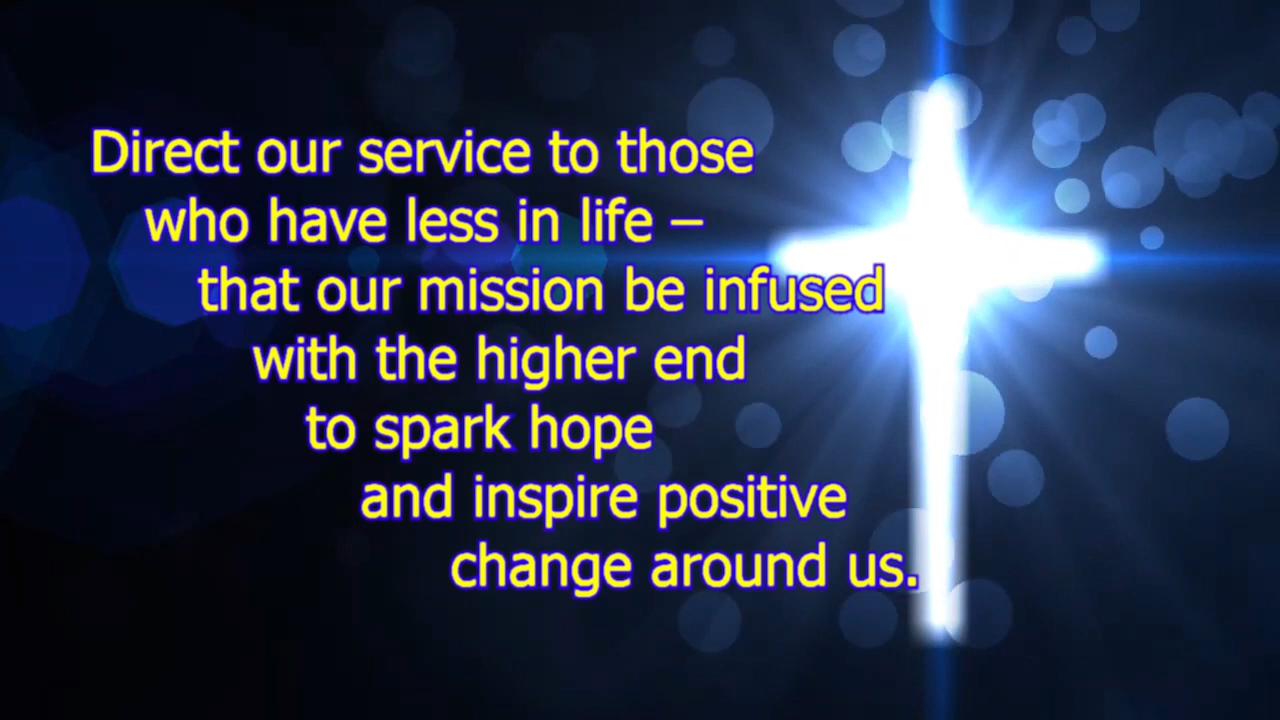 Direct our service to those
who have less in life –
that our mission be infused
with the higher end
to spark hope
and inspire positive
change around us.